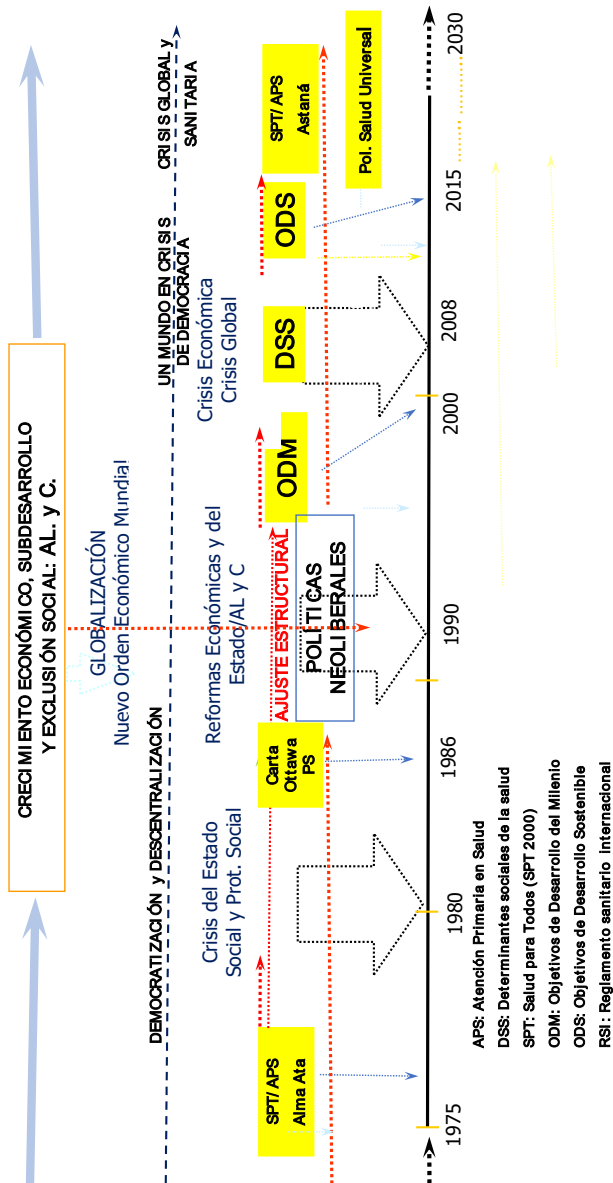 CRECIMIENTO ECONÓMICO, SUBDESARROLLO
Y EXCLUSIÓN SOCIAL: AL. y C.
GLOBALIZACIÓN
Nuevo Orden Económico Mundial
DEMOCRATIZACIÓN y DESCENTRALIZACIÓN
UN MUNDO EN CRISIS
DE DEMOCRACIA
CRISIS GLOBAL y
SANITARIA
Crisis del Estado
Social y Prot. Social
Reformas Económicas y del
Estado/AL y C
Crisis Económica
Crisis Global
SPT/ APS
Alma Ata
Carta
Ottawa
PS
AJUSTE ESTRUCTURAL
POLÍTICAS
NEOLIBERALES
ODM
DSS
ODS
SPT/ APS
Astaná
Pol. Salud Universal
1975
1980
1986
1990
2000
2008
2015
2030
APS: Atención Primaria en Salud
DSS: Determinantes sociales de la salud
SPT: Salud para Todos (SPT 2000)
ODM: Objetivos de Desarrollo del Milenio
ODS: Objetivos de Desarrollo Sostenible
RSI: Reglamento sanitario Internacional